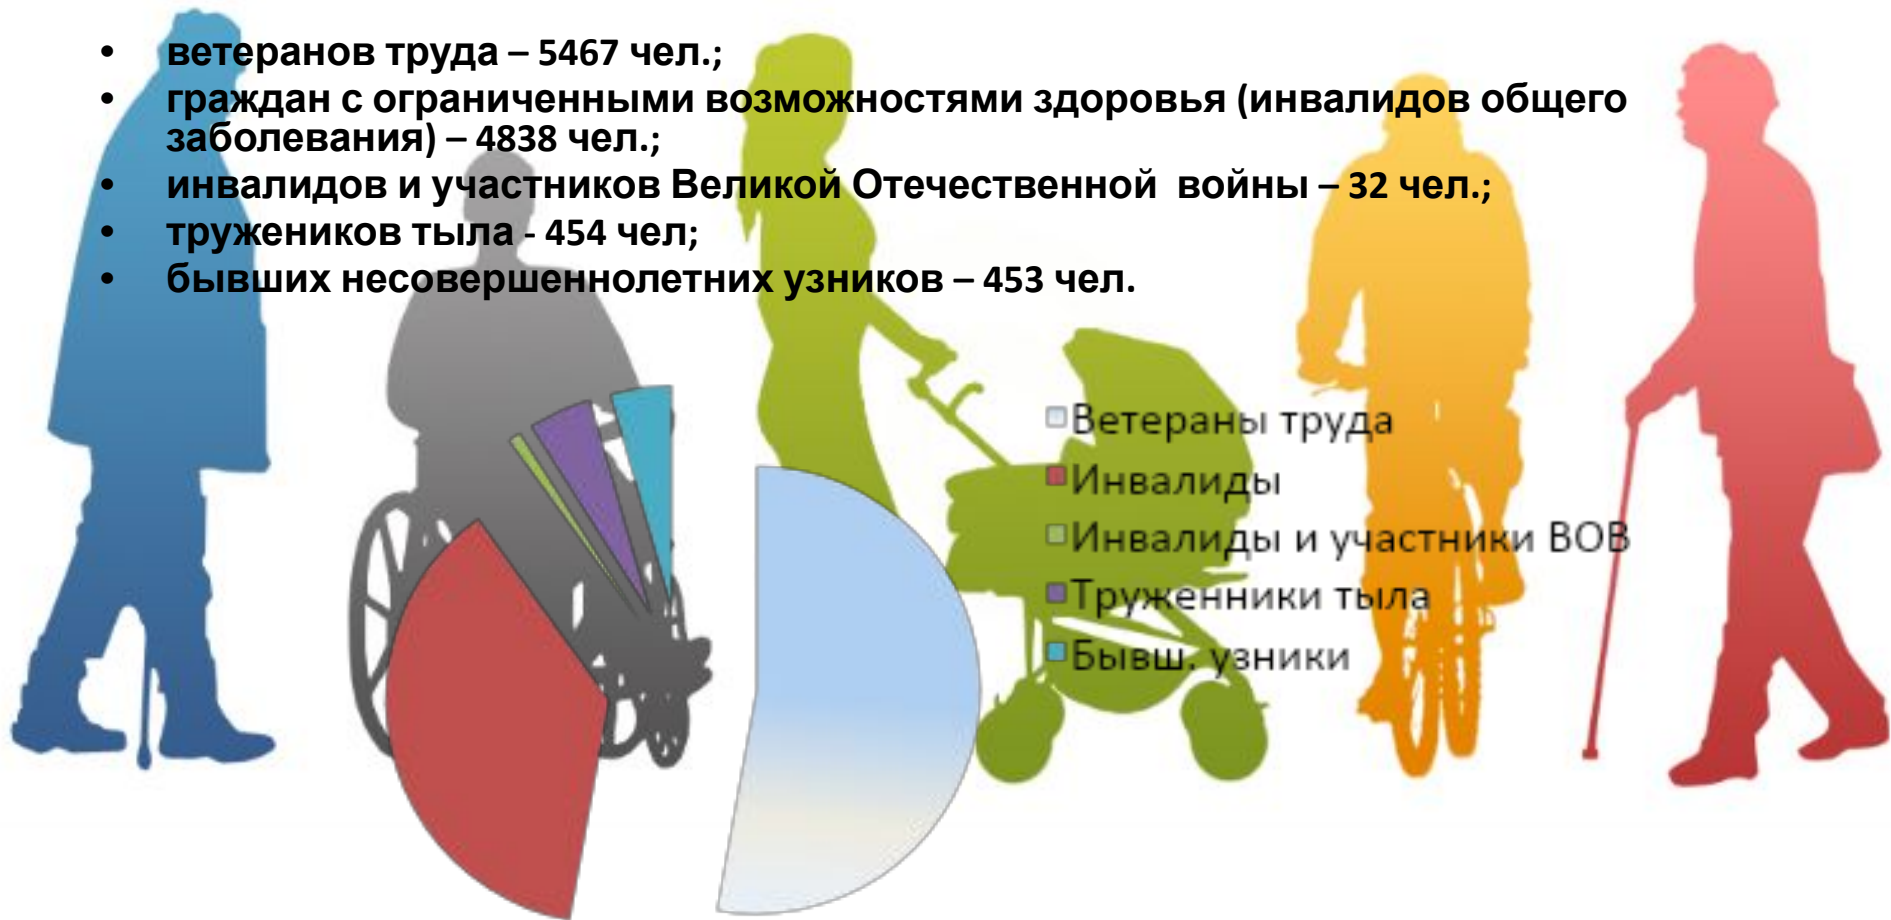 • ветеранов труда – 5467 чел.;
• граждан с ограниченными возможностями здоровья (инвалидов общего
заболевания) – 4838 чел.;
• инвалидов и участников Великой Отечественной войны – 32 чел.;
• тружеников тыла - 454 чел;
• бывших несовершеннолетних узников – 453 чел.
Ветераны труда
Инвалиды
Инвалиды и участники ВОВ
Труженники тыла
Бывш. узники